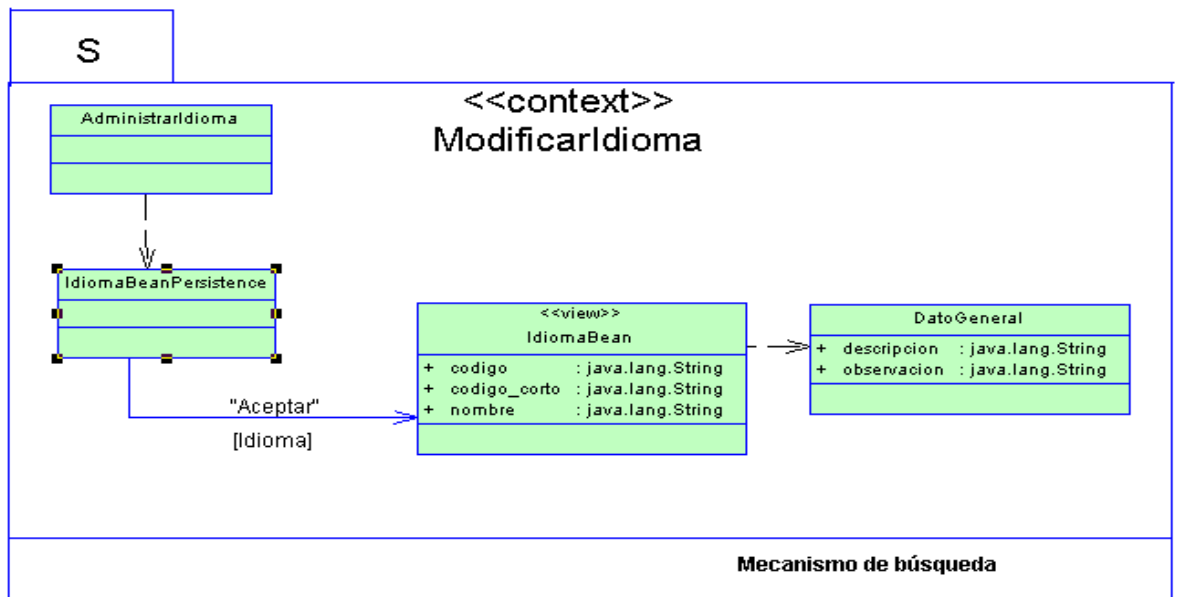 S
<<context>>
ModificarIdioma
AdministrarIdioma
IdiomaBeanPersistence
"Aceptar"
[Idioma]
<<view>>
IdiomaBean
+ codigo : java.lang.String
+ codigo_corto : java.lang.String
+ nombre : java.lang.String
DatoGeneral
+ descripcion : java.lang.String
+ observacion : java.lang.String
Mecanismo de búsqueda